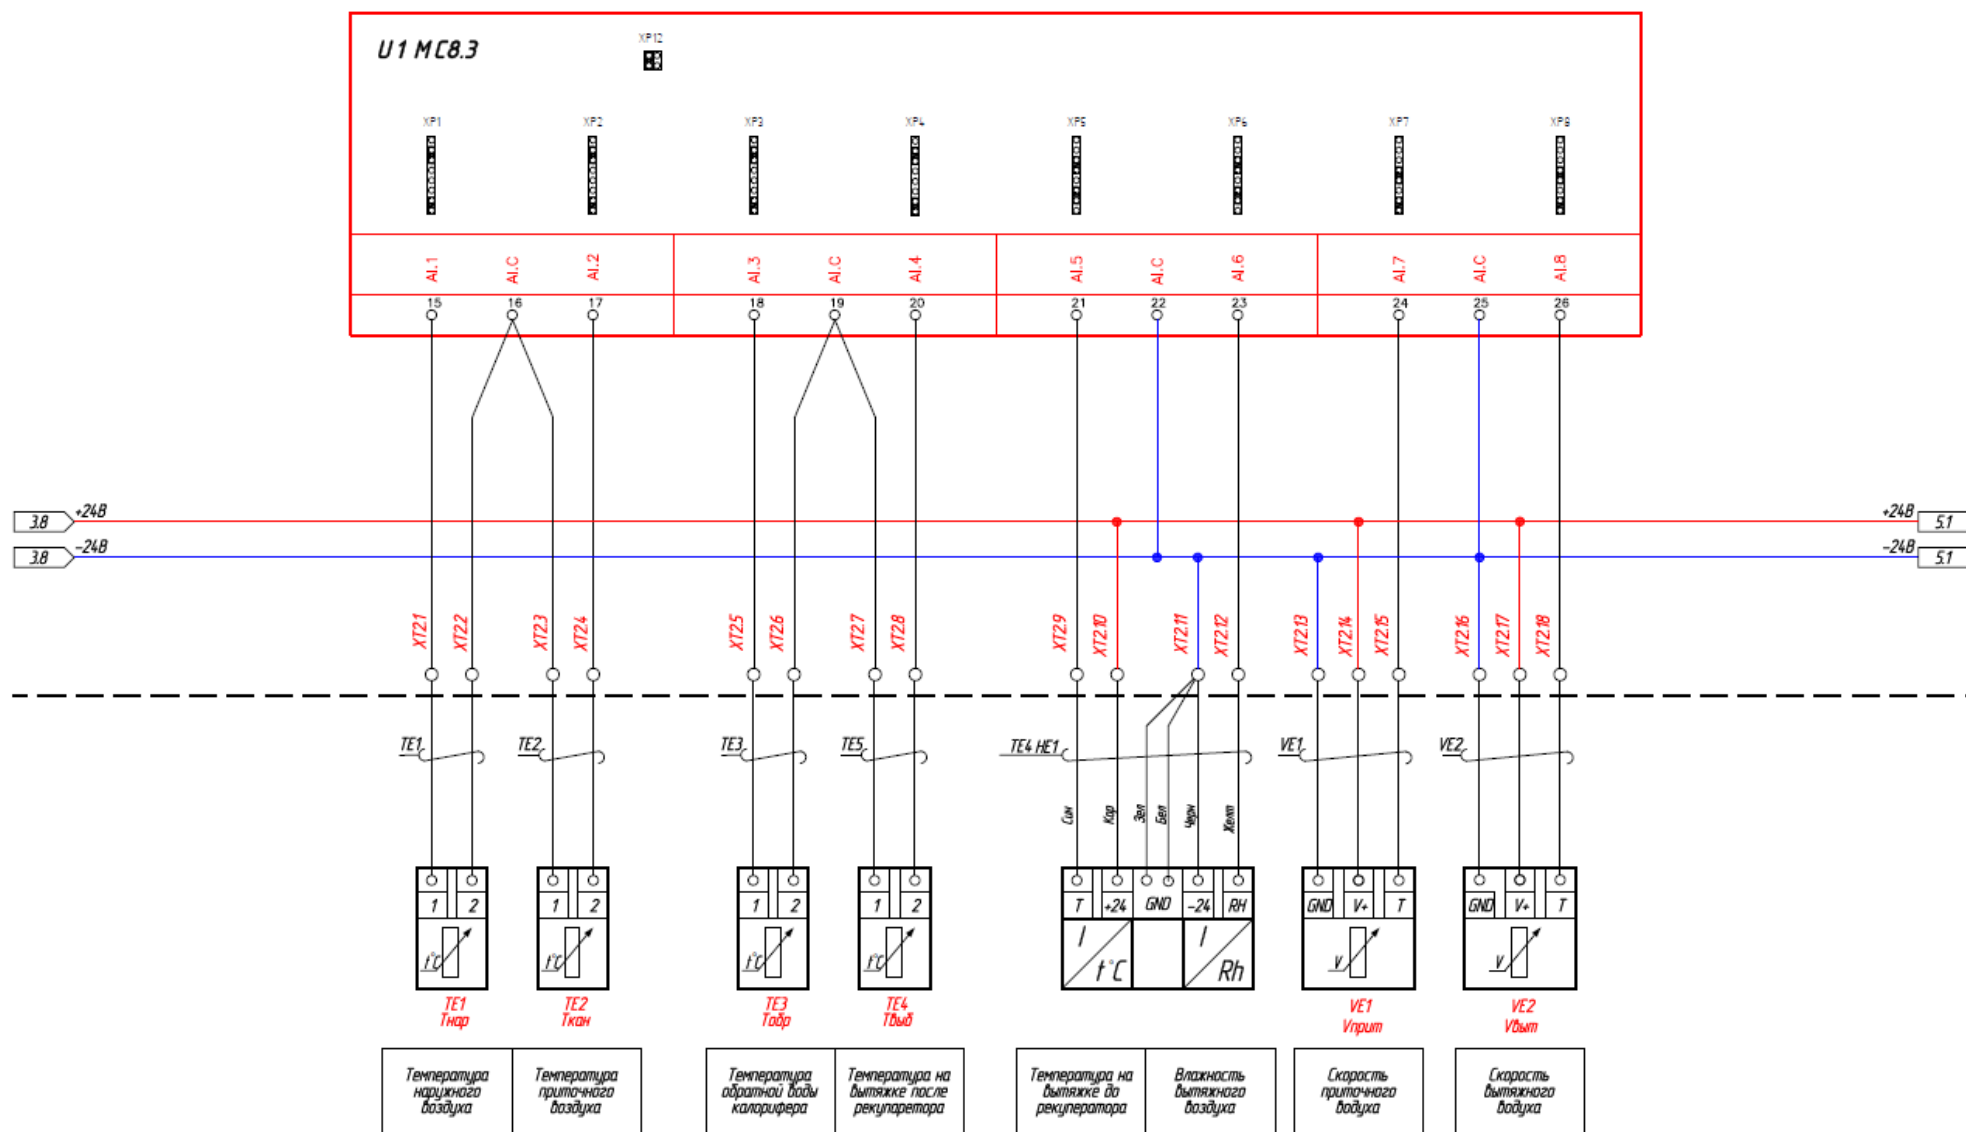 U1 MC8.3
XP12
XP1 XP2 XP3 XP4 XP5 XP6 XP7 XP8
AI.1 AI.C AI.2 AI.3 AI.C AI.4 AI.5 AI.C AI.6 AI.7 AI.C AI.8
15 16 17 18 19 20 21 22 23 24 25 26
3.8 +24В +24В 5.1
3.8 -24В -24В 5.1
XT2.1 XT2.2 XT2.3 XT2.4 XT2.5 XT2.6 XT2.7 XT2.8 XT2.9 XT2.10 XT2.11 XT2.12 XT2.13 XT2.14 XT2.15 XT2.16 XT2.17 XT2.18
TE1 TE2 TE3 TE5 TE4 HE1 VE1 VE2
Син Кор Зел Бел Черн Желт
1 2 1 2 1 2 1 2 T +24 GND -24 RH GND V+ T GND V+ T
t°C t°C t°C t°C I t°C I Rh V V
TE1 TE2 TE3 TE4 VE1 VE2
Тнар Ткан Тобр Твыб Vприт Vвыт
Температура
наружного
воздуха
Температура
приточного
воздуха
Температура
обратной воды
калорифера
Температура на
вытяжке после
рекупаретора
Температура на
вытяжке до
рекуператора
Влажность
вытяжного
воздуха
Скорость
приточного
водуха
Скорость
вытяжного
водуха